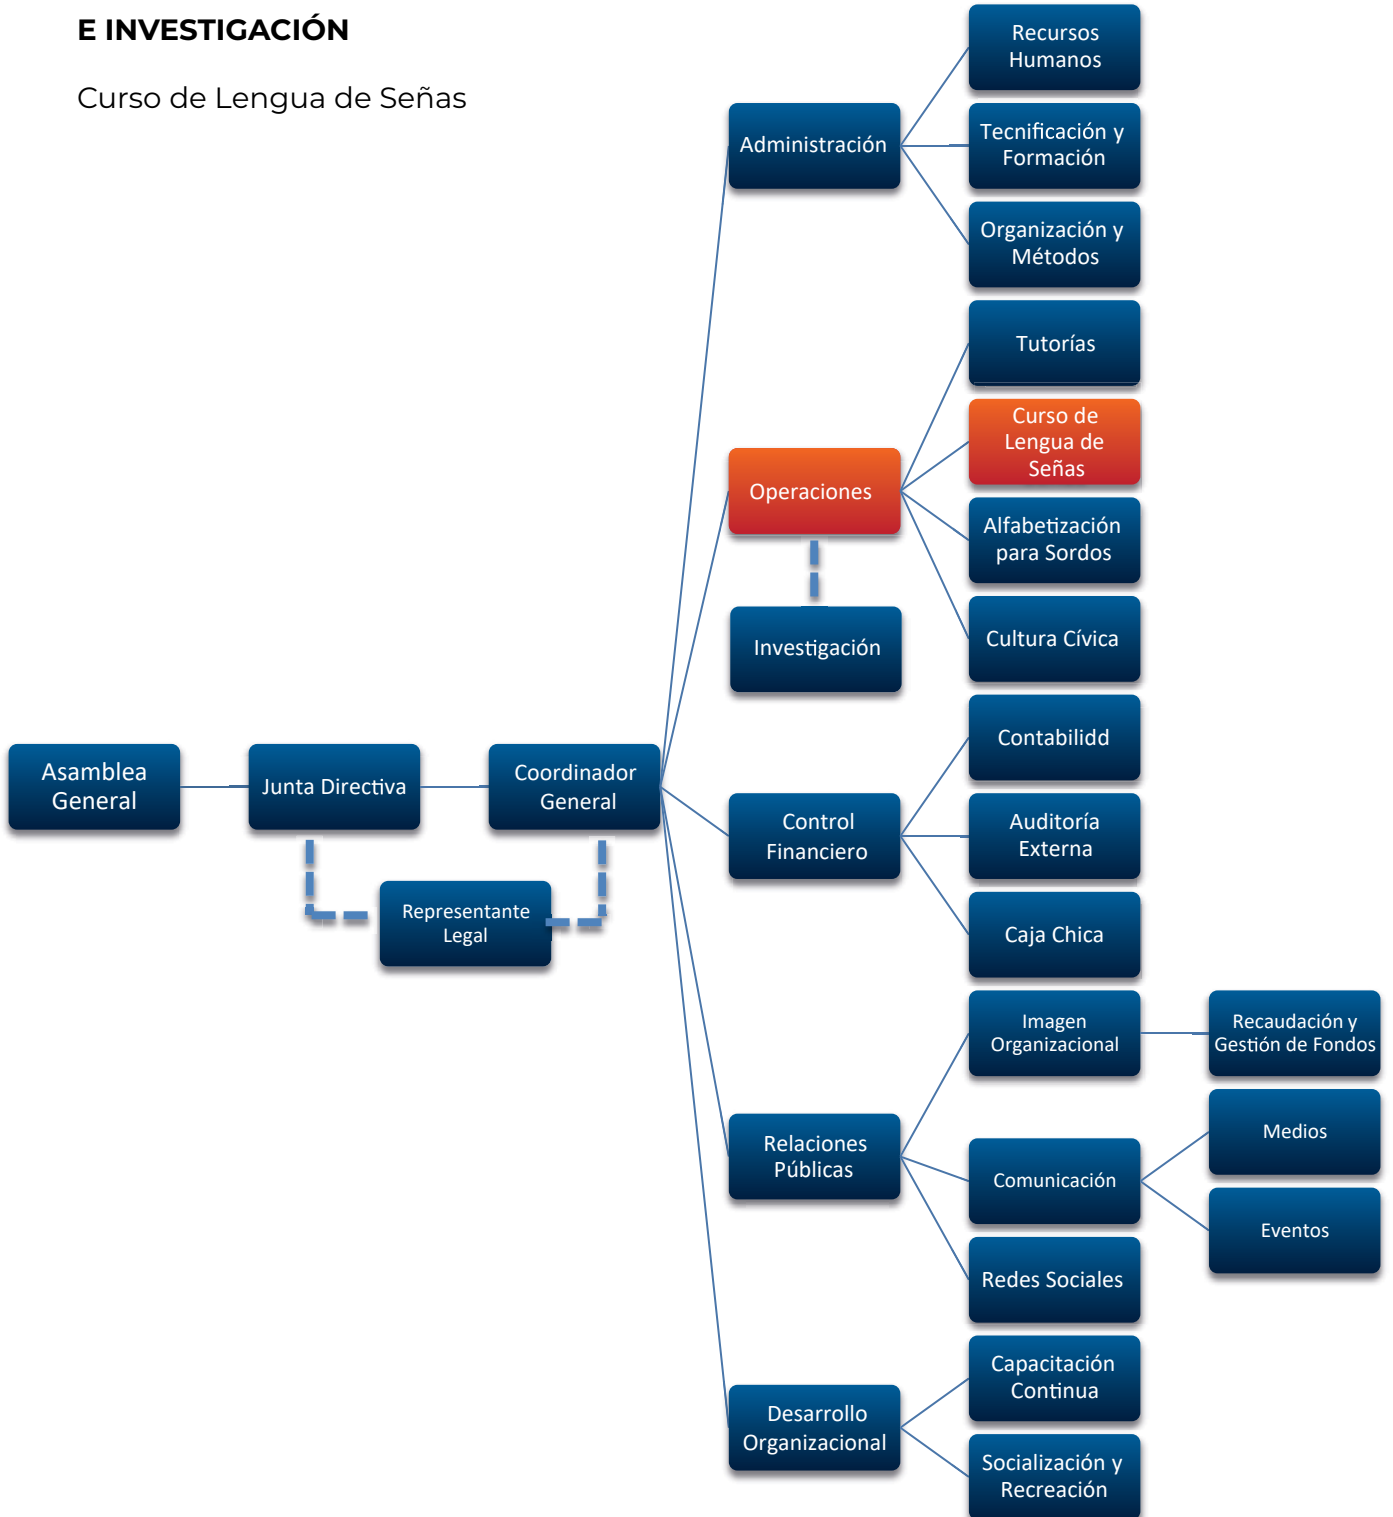 E INVESTIGACIÓN
Curso de Lengua de Señas
Asamblea
General
Junta Directiva
Coordinador
General
Representante
Legal
Administración
Recursos
Humanos
Tecnificación y
Formación
Organización y
Métodos
Operaciones
Investigación
Tutorías
Curso de
Lengua de
Señas
Alfabetización
para Sordos
Cultura Cívica
Control
Financiero
Contabilidd
Auditoría
Externa
Caja Chica
Relaciones
Públicas
Imagen
Organizacional
Recaudación y
Gestión de Fondos
Comunicación
Medios
Eventos
Redes Sociales
Desarrollo
Organizacional
Capacitación
Continua
Socialización y
Recreación